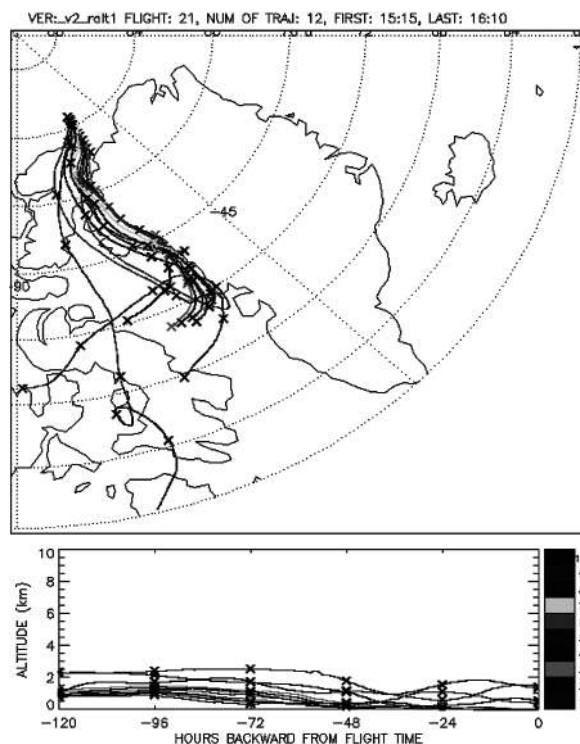 VER:_v2_ralt1 FLIGHT: 21, NUM OF TRAJ: 12, FIRST: 15:15, LAST: 16:10
-45
-90
10
8
6
4
2
0
ALTITUDE (km)
-120 -96 -72 -48 -24 0
HOURS BACKWARD FROM FLIGHT TIME